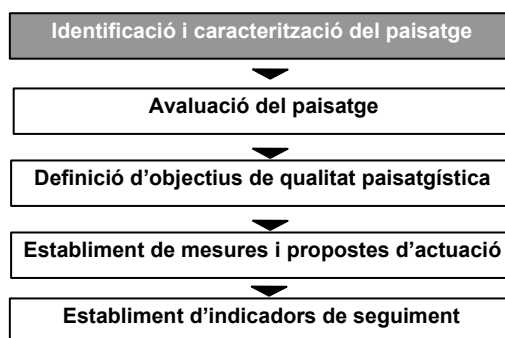 Identificació i caracterització del paisatge
Avaluació del paisatge
Definició d'objectius de qualitat paisatgística
Establiment de mesures i propostes d'actuació
Establiment d'indicadors de seguiment